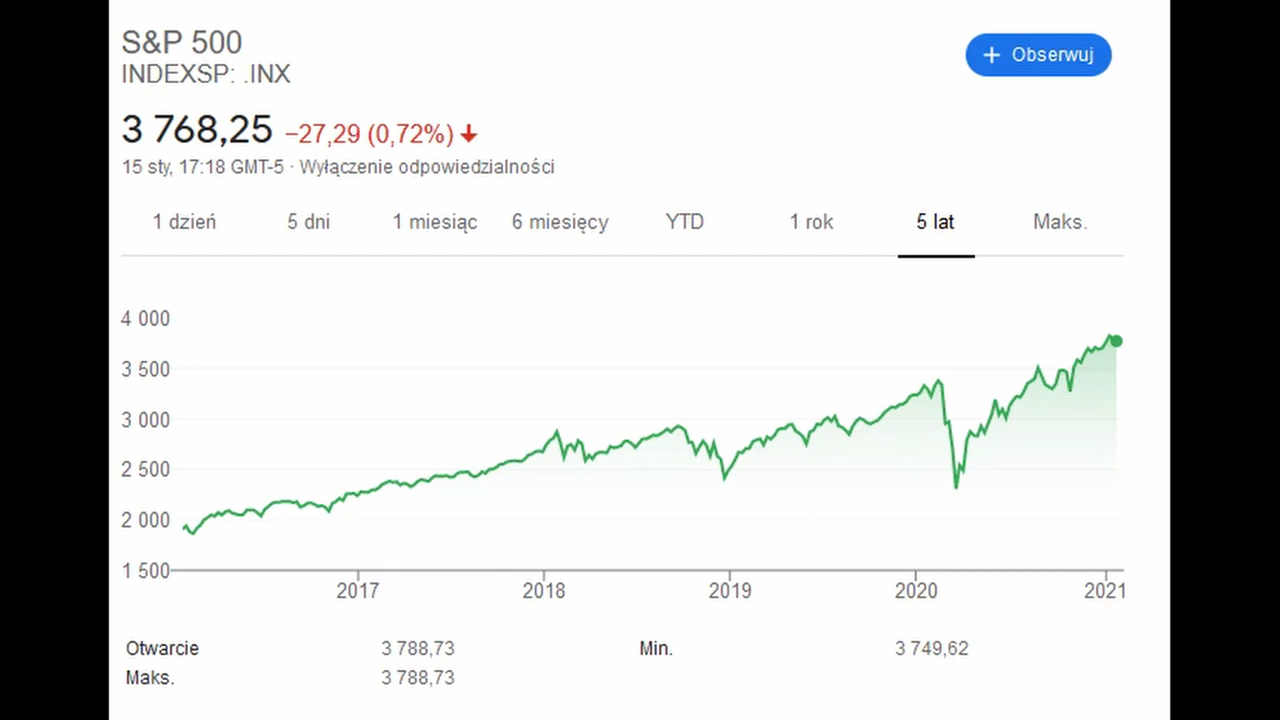 S&P 500
INDEXSP: .INX
+ Obserwuj
3 768,25 −27,29 (0,72%) ↓
15 sty, 17:18 GMT-5 · Wyłączenie odpowiedzialności
1 dzień 5 dni 1 miesiąc 6 miesięcy YTD 1 rok 5 lat Maks.
4 000
3 500
3 000
2 500
2 000
1 500
2017 2018 2019 2020 2021
Otwarcie 3 788,73 Min. 3 749,62
Maks. 3 788,73